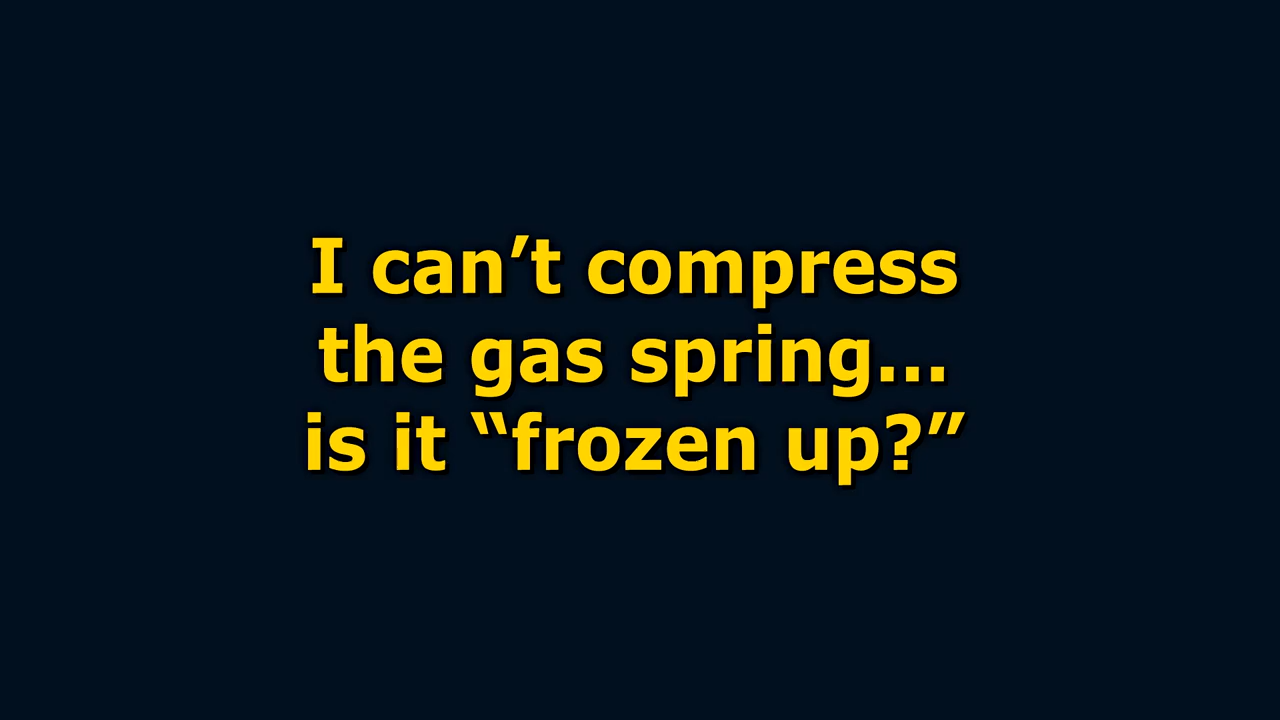 I can’t compress
the gas spring...
is it “frozen up?”